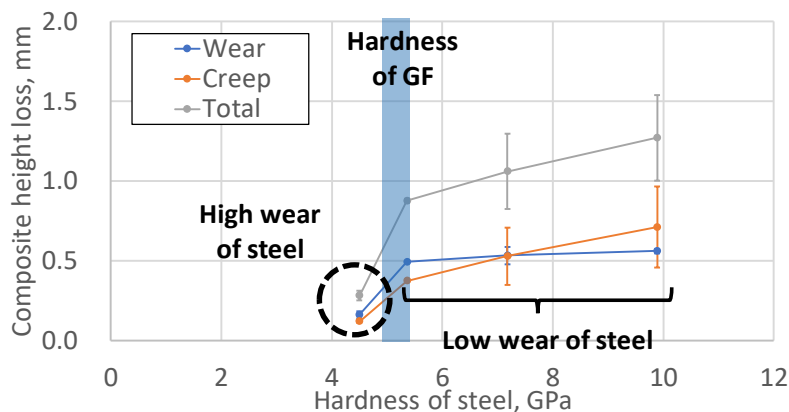 2.0
1.5
1.0
0.5
0.0
Composite height loss, mm
Wear
Creep
Total
Hardness
of GF
High wear
of steel
Low wear of steel
0 2 4 6 8 10 12
Hardness of steel, GPa